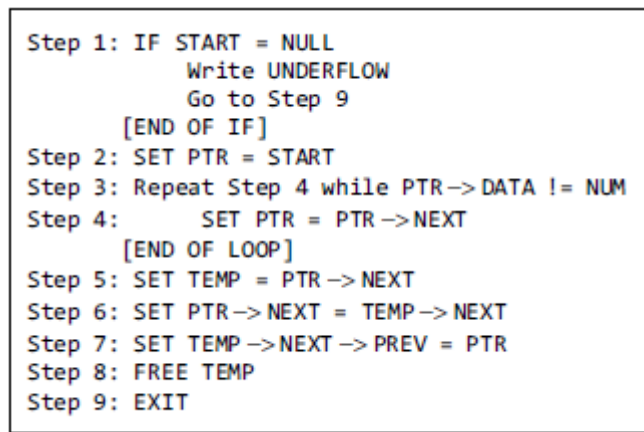 Step 1: IF START = NULL
Write UNDERFLOW
Go to Step 9
[END OF IF]
Step 2: SET PTR = START
Step 3: Repeat Step 4 while PTR—>DATA != NUM
Step 4: SET PTR = PTR—>NEXT
[END OF LOOP]
Step 5: SET TEMP = PTR—>NEXT
Step 6: SET PTR—>NEXT = TEMP—>NEXT
Step 7: SET TEMP—>NEXT—>PREV = PTR
Step 8: FREE TEMP
Step 9: EXIT